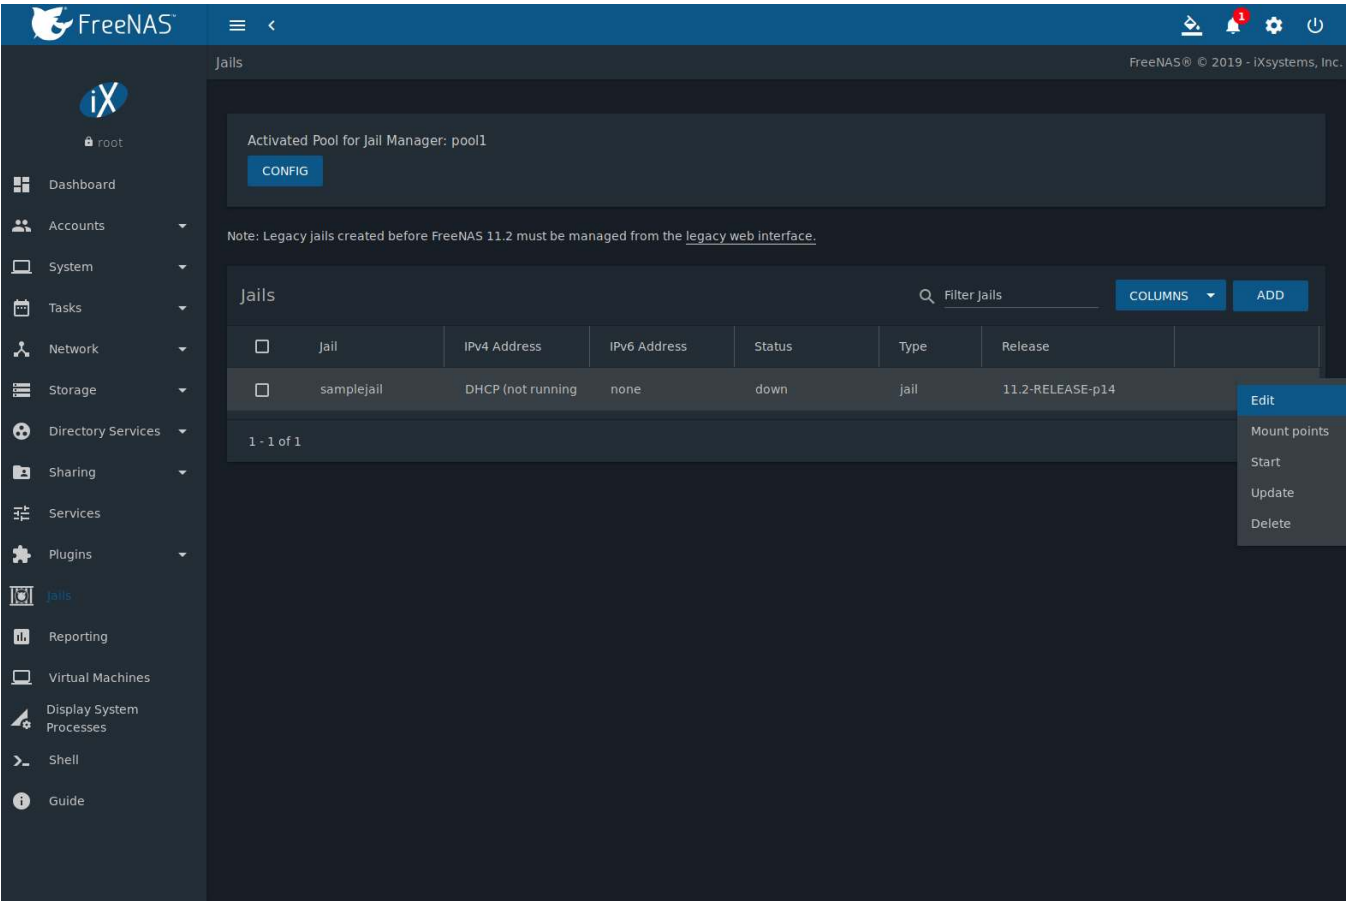 FreeNAS®
1
Jails
FreeNAS® © 2019 - iXsystems, Inc.
iX
root
Dashboard
Accounts
System
Tasks
Network
Storage
Directory Services
Sharing
Services
Plugins
Jails
Reporting
Virtual Machines
Display System
Processes
Shell
Guide
Activated Pool for Jail Manager: pool1
CONFIG
Note: Legacy jails created before FreeNAS 11.2 must be managed from the legacy web interface.
Jails
Filter Jails
COLUMNS
ADD
Jail IPv4 Address IPv6 Address Status Type Release
samplejail DHCP (not running none down jail 11.2-RELEASE-p14
1 - 1 of 1
Edit
Mount points
Start
Update
Delete